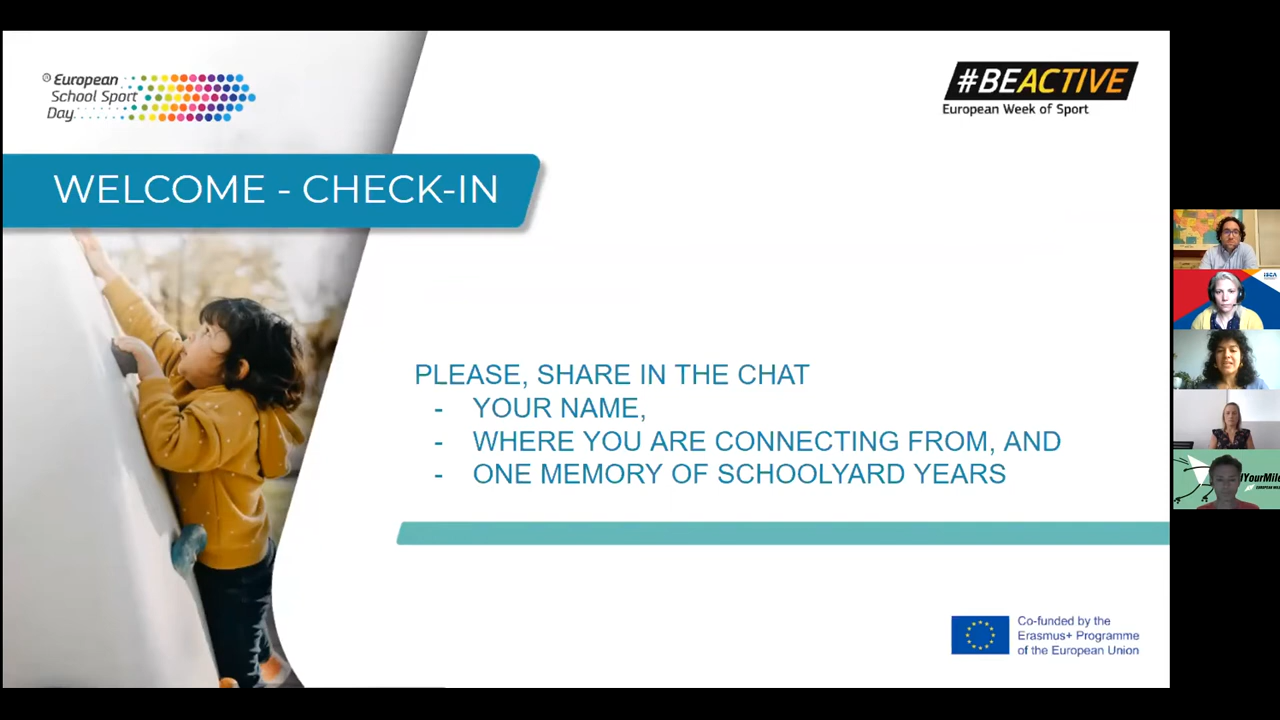 ® European
School Sport
Day
#BEACTIVE
European Week of Sport
WELCOME - CHECK-IN
PLEASE, SHARE IN THE CHAT
- YOUR NAME,
- WHERE YOU ARE CONNECTING FROM, AND
- ONE MEMORY OF SCHOOLYARD YEARS
Co-funded by the
Erasmus+ Programme
of the European Union